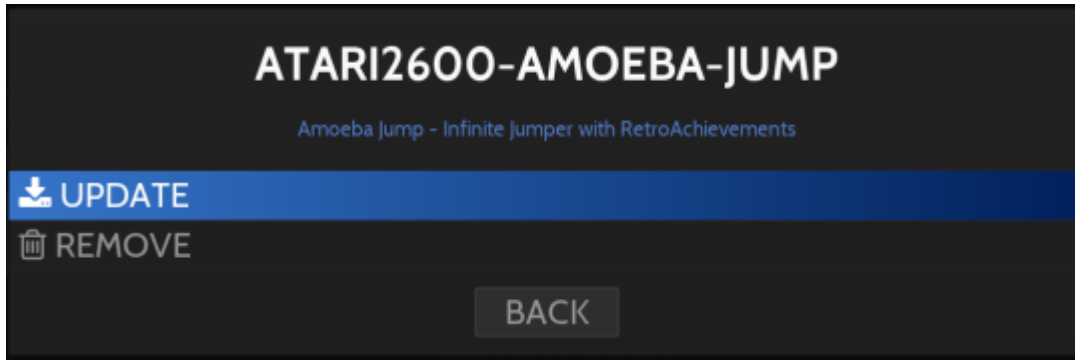 ATARI2600-AMOEBA-JUMP
Amoeba Jump - Infinite Jumper with RetroAchievements
UPDATE
REMOVE
BACK